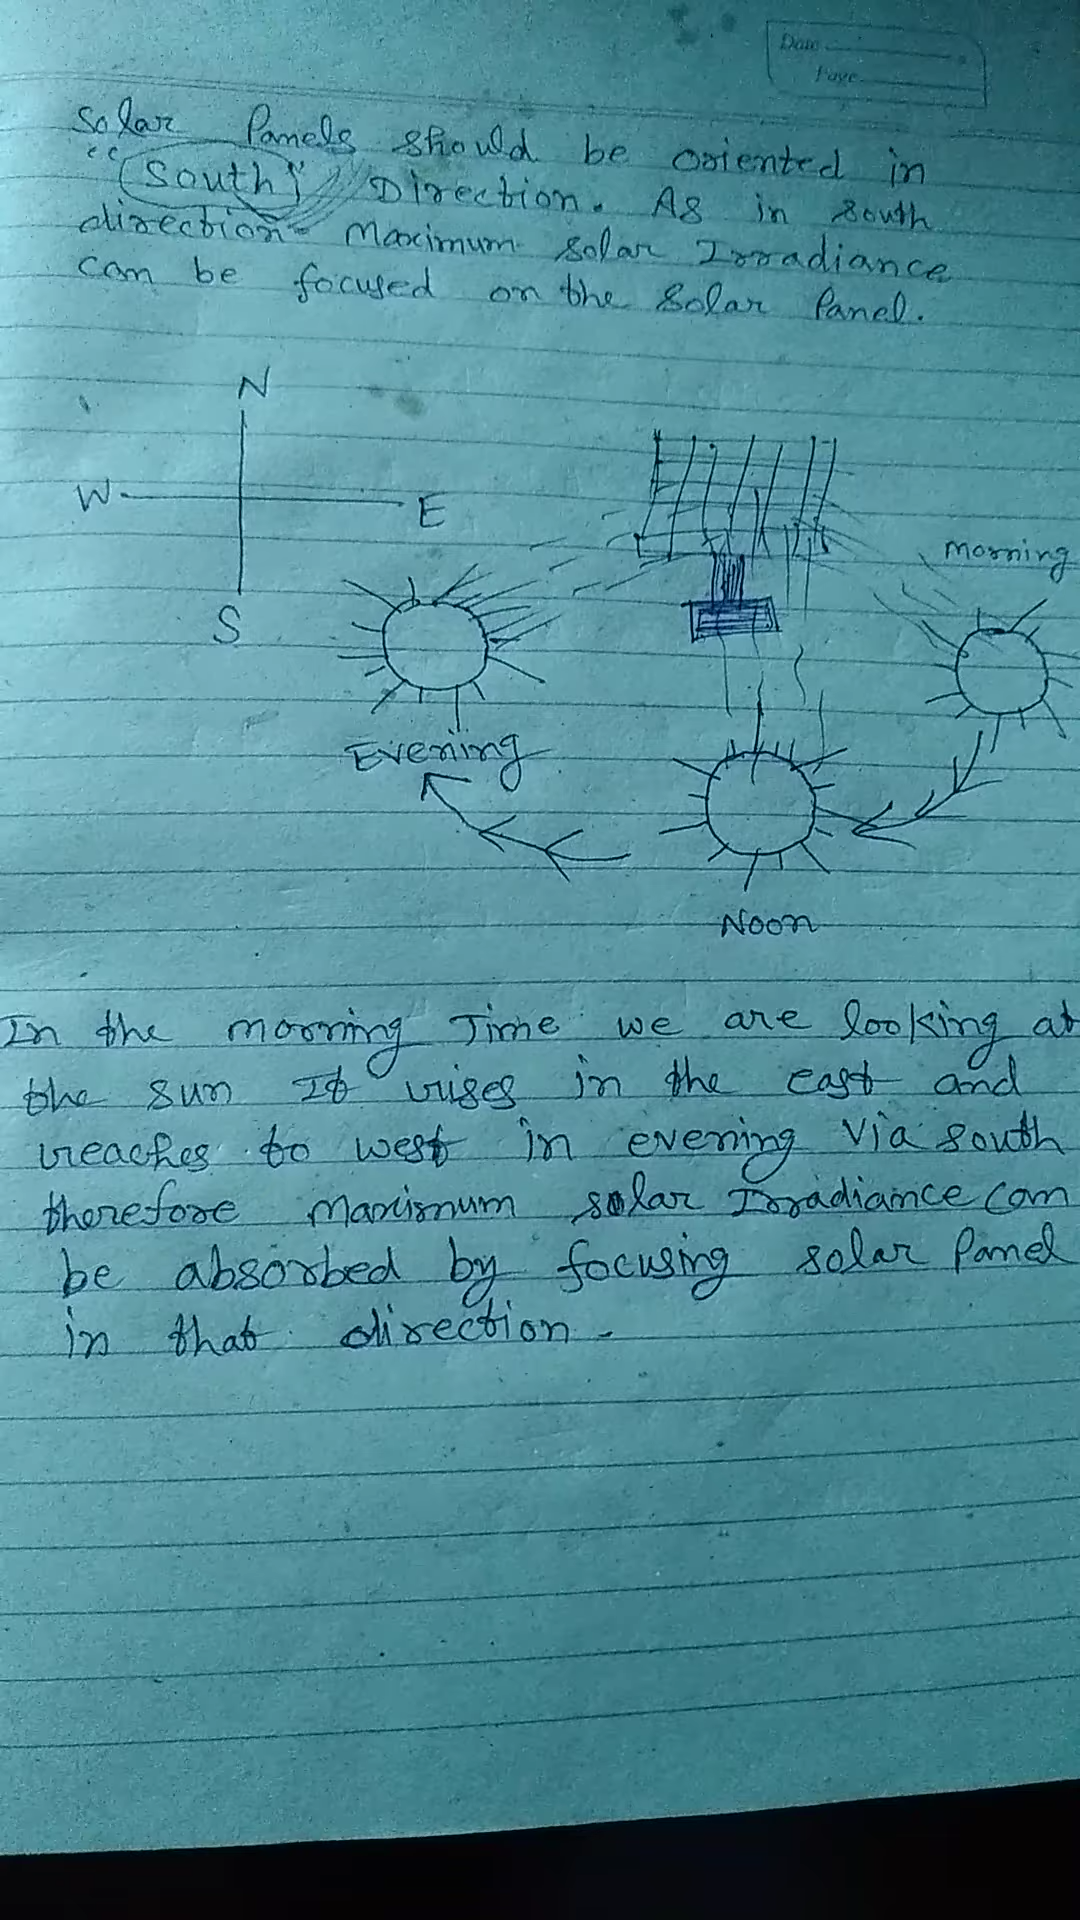 Date
Page
Solar Panels should be oriented in
"South" Direction. As in south
direction maximum solar Irradiance
can be focused on the Solar Panel.
N
W
E
S
morning
Evening
Noon
In the morning Time we are looking at
the sun It rises in the east and
reaches to west in evening Via south
therefore maximum solar Irradiance can
be absorbed by focusing solar Panel
in that direction.